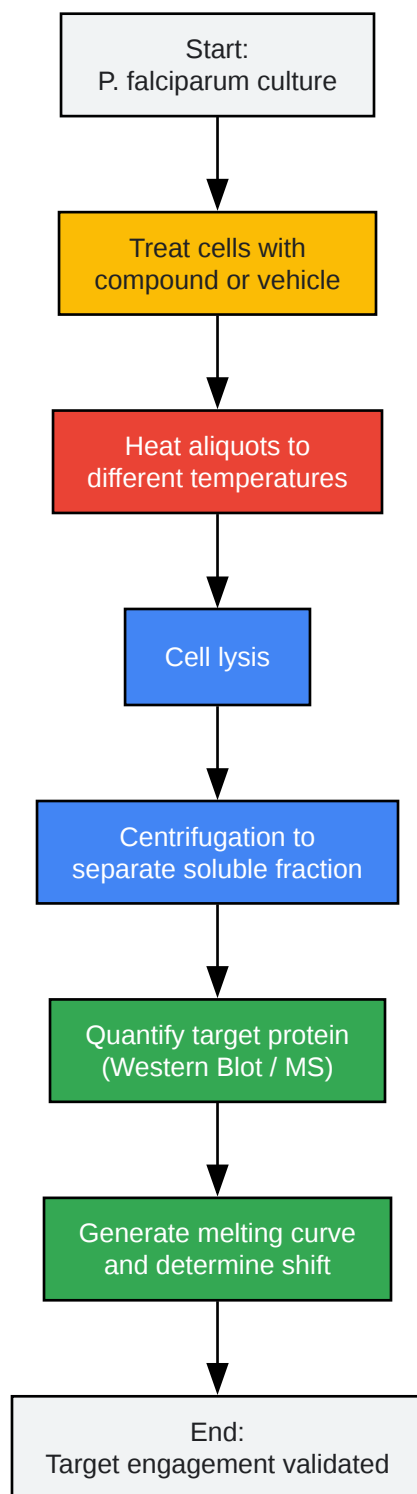 Start:
P. falciparum culture
Treat cells with
compound or vehicle
Heat aliquots to
different temperatures
Cell lysis
Centrifugation to
separate soluble fraction
Quantify target protein
(Western Blot / MS)
Generate melting curve
and determine shift
End:
Target engagement validated